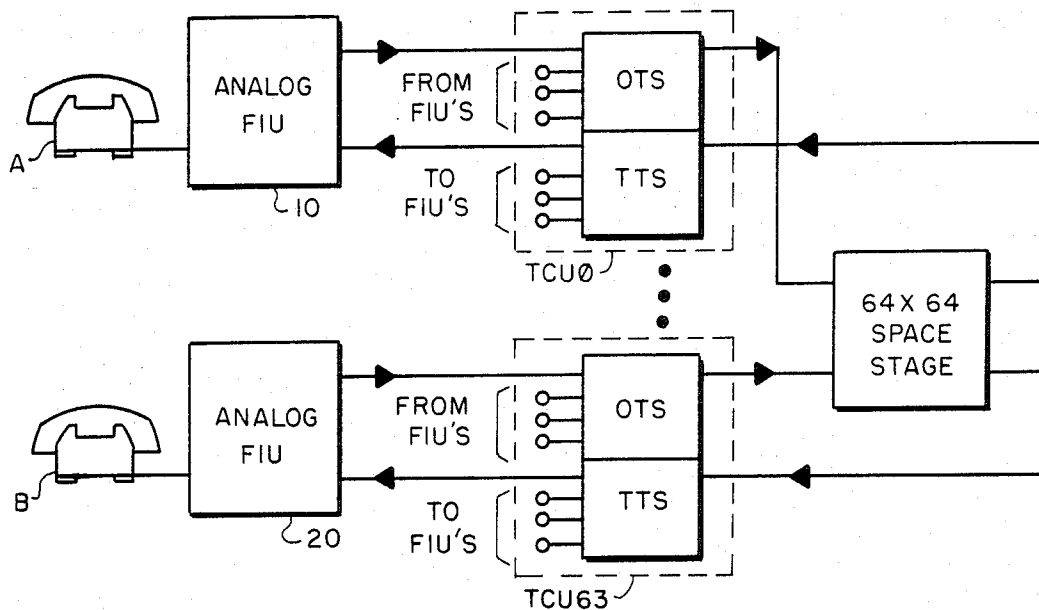 A
ANALOG
FIU
10
FROM
FIU'S
TO
FIU'S
OTS
TTS
TCU0
64 X 64
SPACE
STAGE
B
ANALOG
FIU
20
FROM
FIU'S
TO
FIU'S
OTS
TTS
TCU63